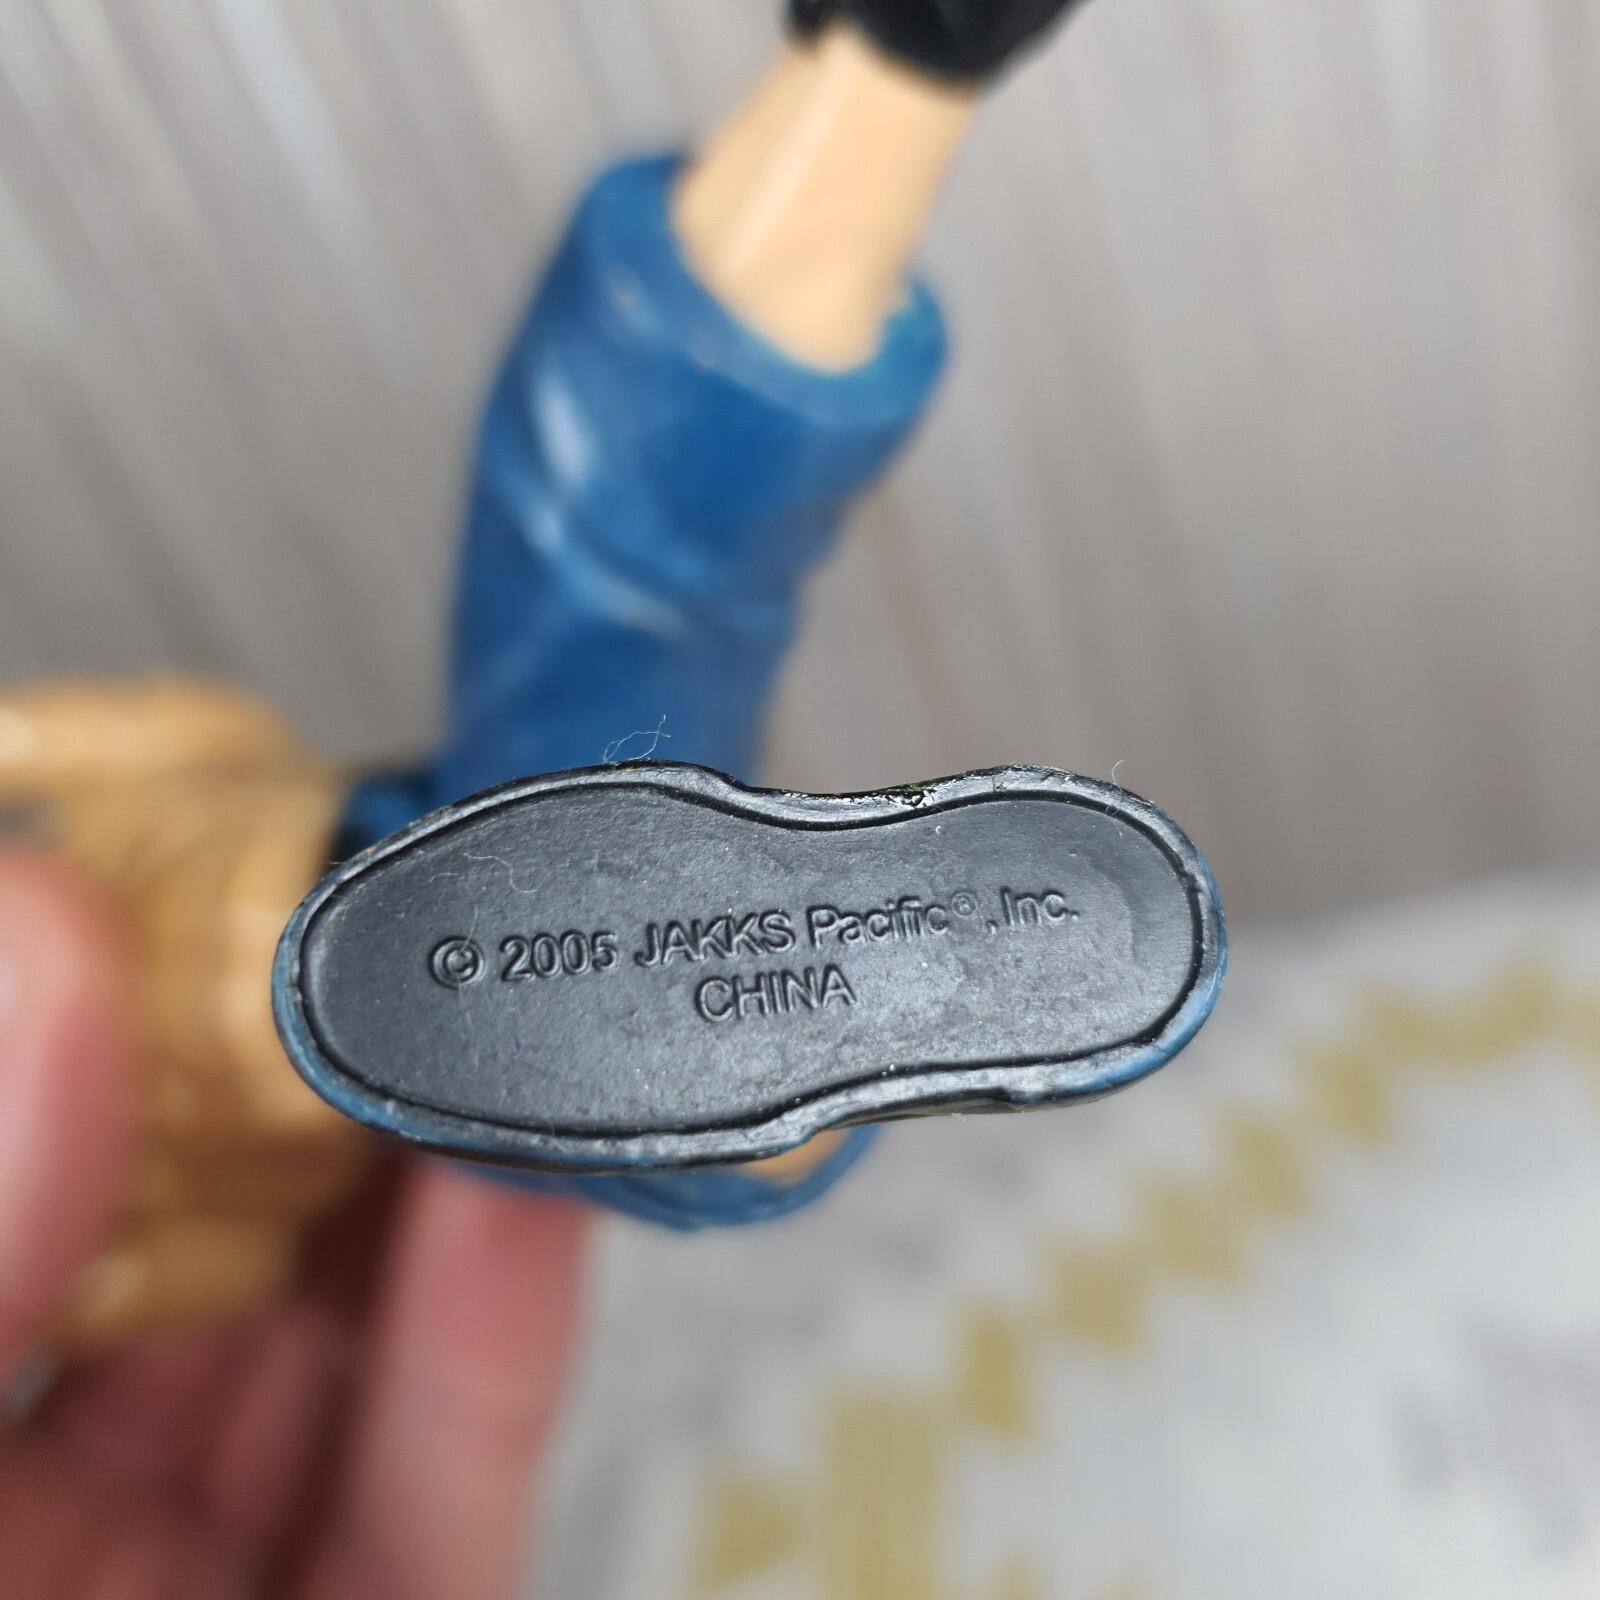 © 2005 JAKKS Pacific®, Inc.
CHINA